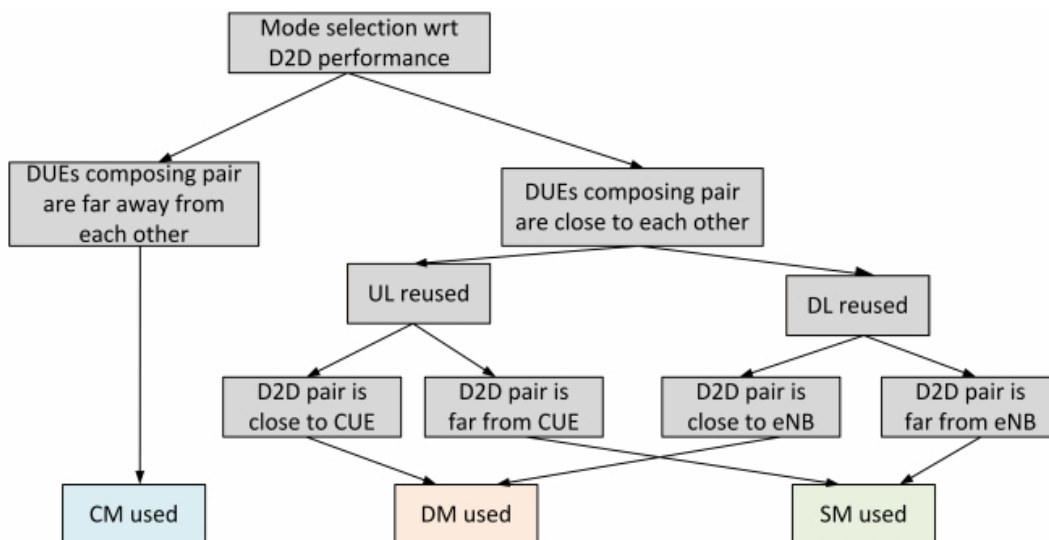 Mode selection wrt
D2D performance
DUEs composing pair
are far away from
each other
DUEs composing pair
are close to each other
UL reused
DL reused
D2D pair is
close to CUE
D2D pair is
far from CUE
D2D pair is
close to eNB
D2D pair is
far from eNB
CM used
DM used
SM used